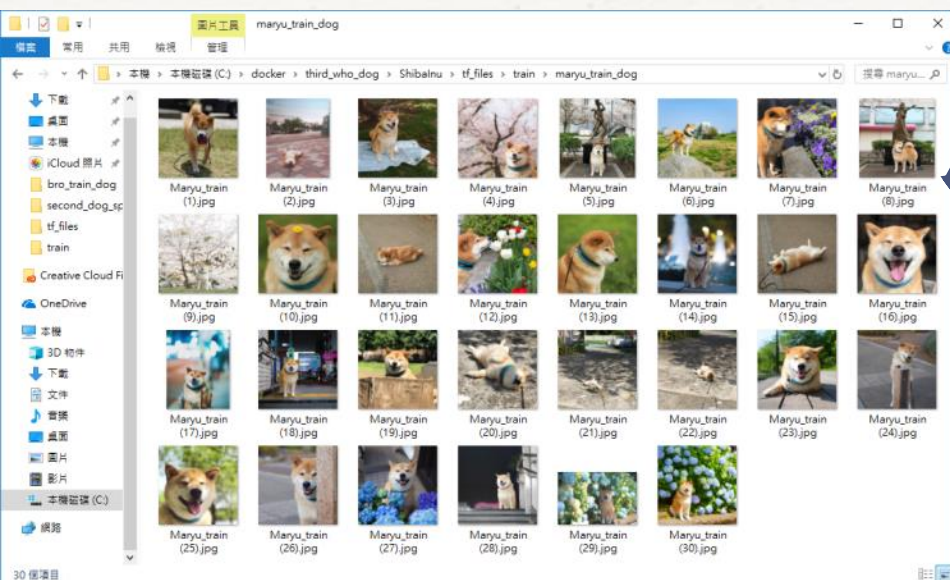 圖片工具
maryu_train_dog
檔案
常用
共用
檢視
管理
本機 › 本機磁碟 (C:) › docker › third_who_dog › ShibaInu › tf_files › train › maryu_train_dog
搜尋 maryu...
下載
桌面
本機
iCloud 照片
bro_train_dog
second_dog_sp
tf_files
train
Creative Cloud Fi
OneDrive
本機
3D 物件
下載
文件
音樂
桌面
圖片
影片
本機磁碟 (C:)
網路
Maryu_train (1).jpg
Maryu_train (2).jpg
Maryu_train (3).jpg
Maryu_train (4).jpg
Maryu_train (5).jpg
Maryu_train (6).jpg
Maryu_train (7).jpg
Maryu_train (8).jpg
Maryu_train (9).jpg
Maryu_train (10).jpg
Maryu_train (11).jpg
Maryu_train (12).jpg
Maryu_train (13).jpg
Maryu_train (14).jpg
Maryu_train (15).jpg
Maryu_train (16).jpg
Maryu_train (17).jpg
Maryu_train (18).jpg
Maryu_train (19).jpg
Maryu_train (20).jpg
Maryu_train (21).jpg
Maryu_train (22).jpg
Maryu_train (23).jpg
Maryu_train (24).jpg
Maryu_train (25).jpg
Maryu_train (26).jpg
Maryu_train (27).jpg
Maryu_train (28).jpg
Maryu_train (29).jpg
Maryu_train (30).jpg
30 個項目